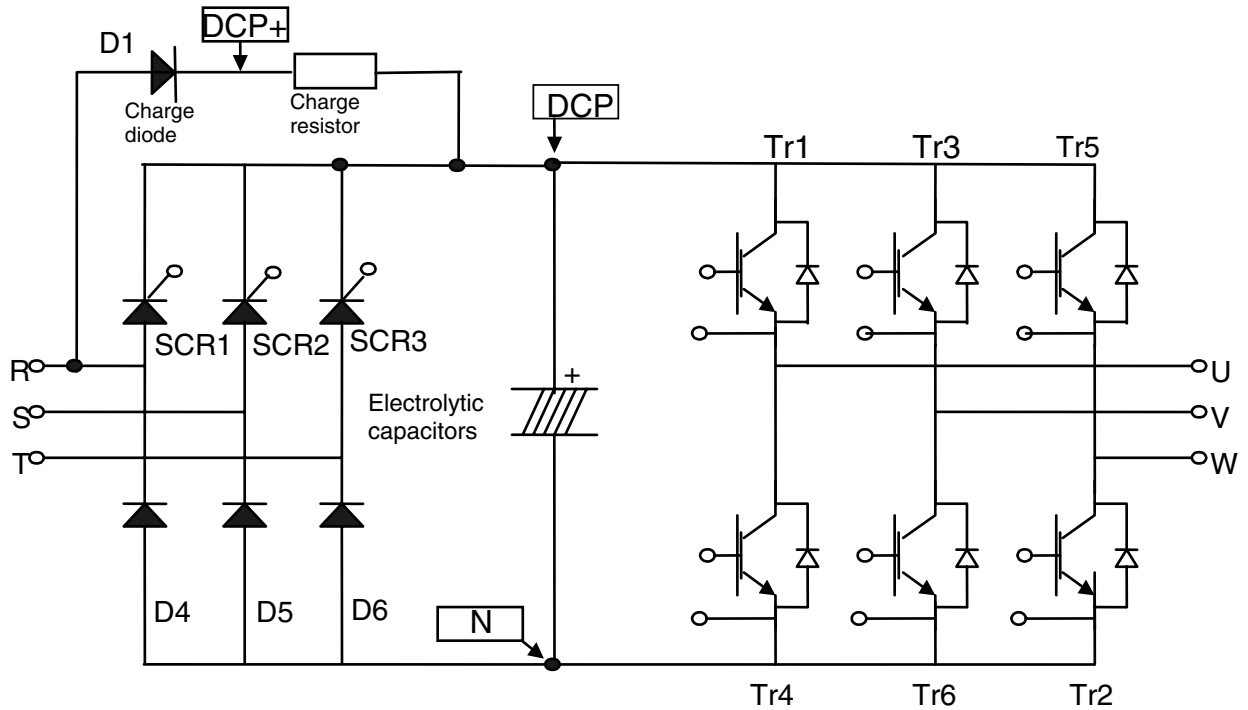 DCP+
D1
Charge
diode
Charge
resistor
DCP
Tr1
Tr3
Tr5
SCR1
SCR2
SCR3
R
S
T
+
Electrolytic
capacitors
U
V
W
D4
D5
D6
N
Tr4
Tr6
Tr2